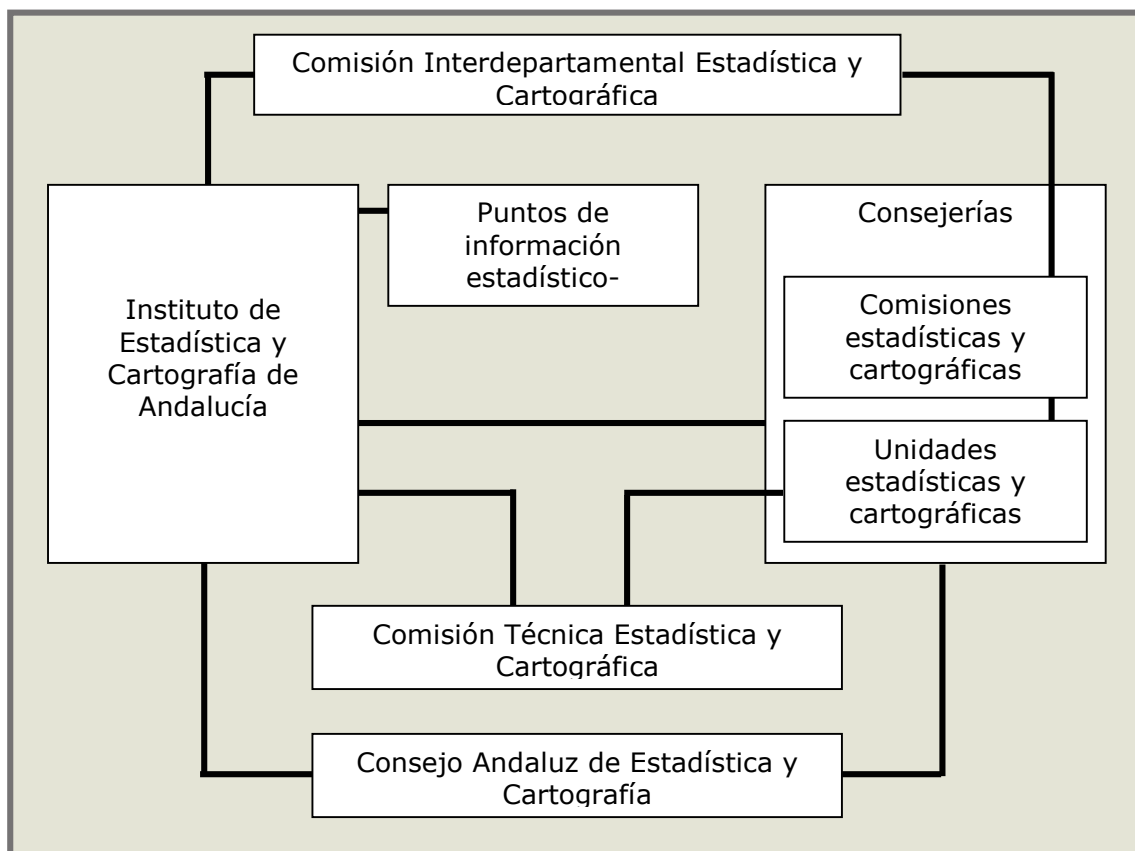 Comisión Interdepartamental Estadística y
Cartográfica
Instituto de
Estadística y
Cartografía de
Andalucía
Puntos de
información
estadístico-
Consejerías
Comisiones
estadísticas y
cartográficas
Unidades
estadísticas y
cartográficas
Comisión Técnica Estadística y
Cartográfica
Consejo Andaluz de Estadística y
Cartografía